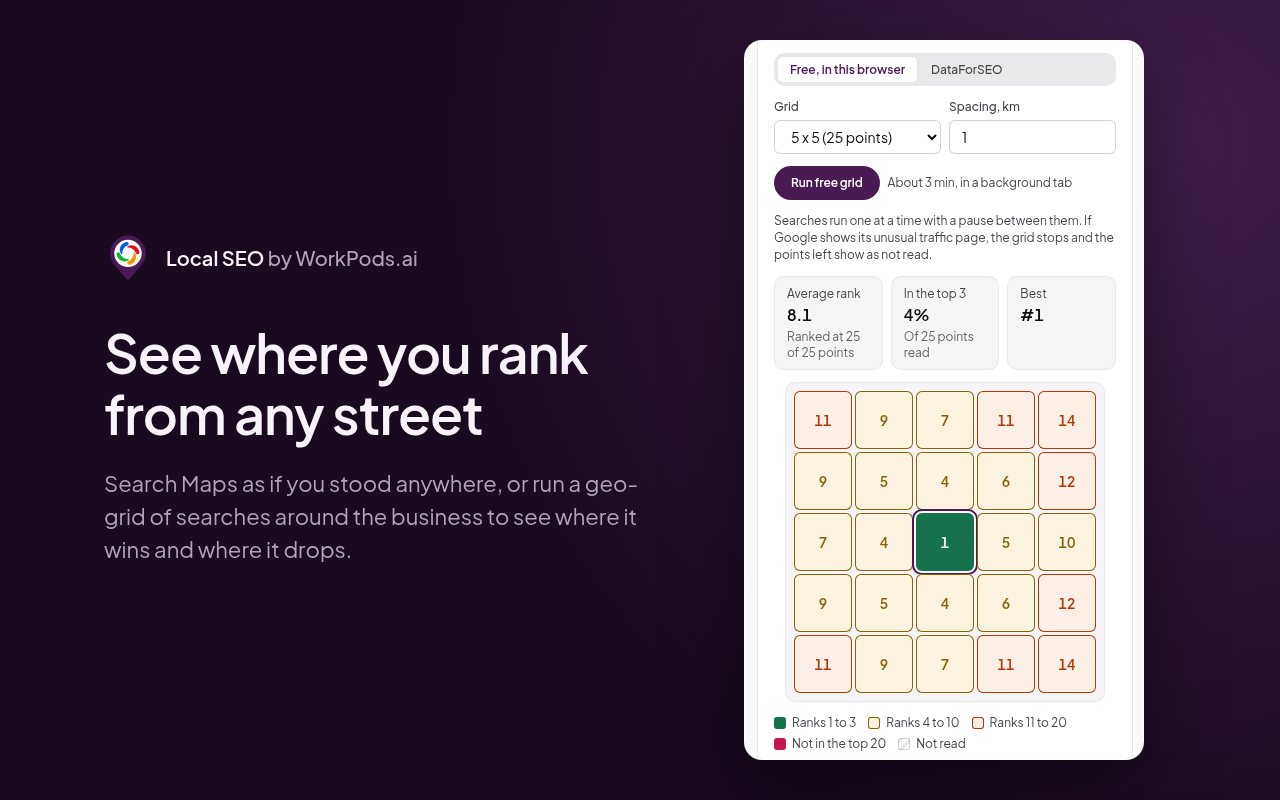 Local SEO by WorkPods.ai
See where you rank
from any street
Search Maps as if you stood anywhere, or run a geo-
grid of searches around the business to see where it
wins and where it drops.
Free, in this browser DataForSEO
Grid Spacing, km
5 x 5 (25 points) 1
Run free grid About 3 min, in a background tab
Searches run one at a time with a pause between them. If
Google shows its unusual traffic page, the grid stops and the
points left show as not read.
Average rank In the top 3 Best
8.1 4% #1
Ranked at 25 Of 25 points
of 25 points read
11 9 7 11 14
9 5 4 6 12
7 4 1 5 10
9 5 4 6 12
11 9 7 11 14
Ranks 1 to 3 Ranks 4 to 10 Ranks 11 to 20
Not in the top 20 Not read